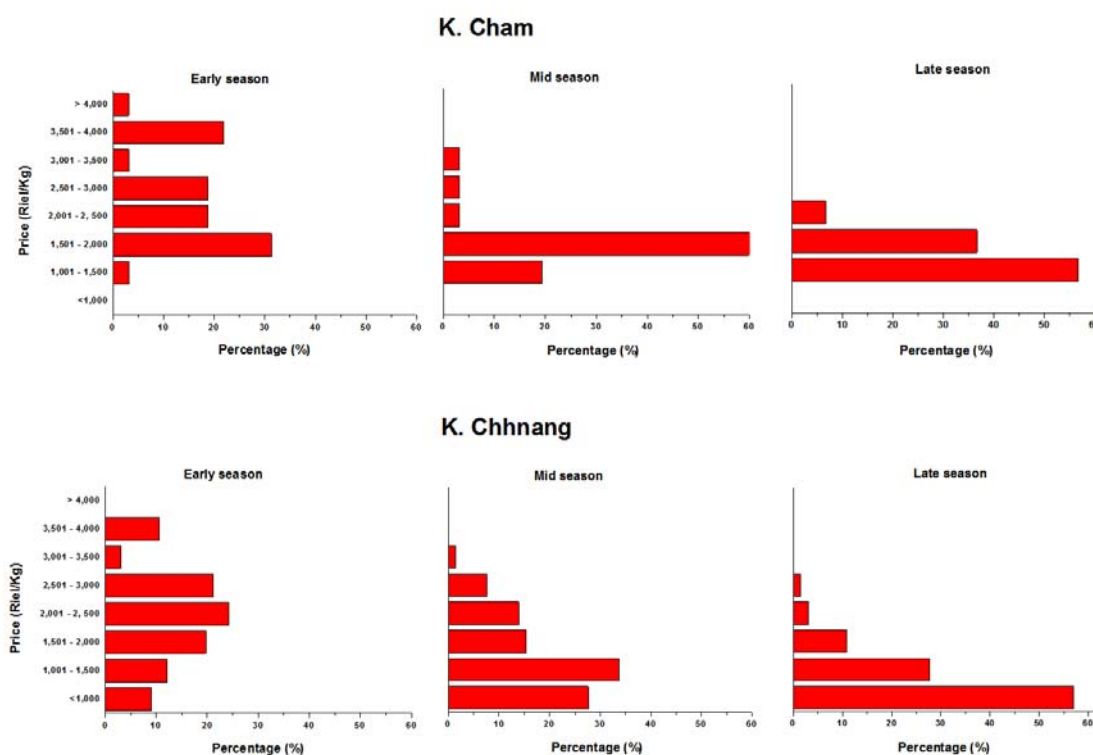 K. Cham
Early season
Mid season
Late season
Price (Riel/Kg)
> 4,000
3,501 - 4,000
3,001 - 3,500
2,501 - 3,000
2,001 - 2, 500
1,501 - 2,000
1,001 - 1,500
<1,000
0 10 20 30 40 50 60
0 10 20 30 40 50 60
0 10 20 30 40 50 60
Percentage (%)
Percentage (%)
Percentage (%)
K. Chhnang
Early season
Mid season
Late season
Price (Riel/Kg)
> 4,000
3,501 - 4,000
3,001 - 3,500
2,501 - 3,000
2,001 - 2, 500
1,501 - 2,000
1,001 - 1,500
<1,000
0 10 20 30 40 50 60
0 10 20 30 40 50 60
0 10 20 30 40 50 60
Percentage (%)
Percentage (%)
Percentage (%)